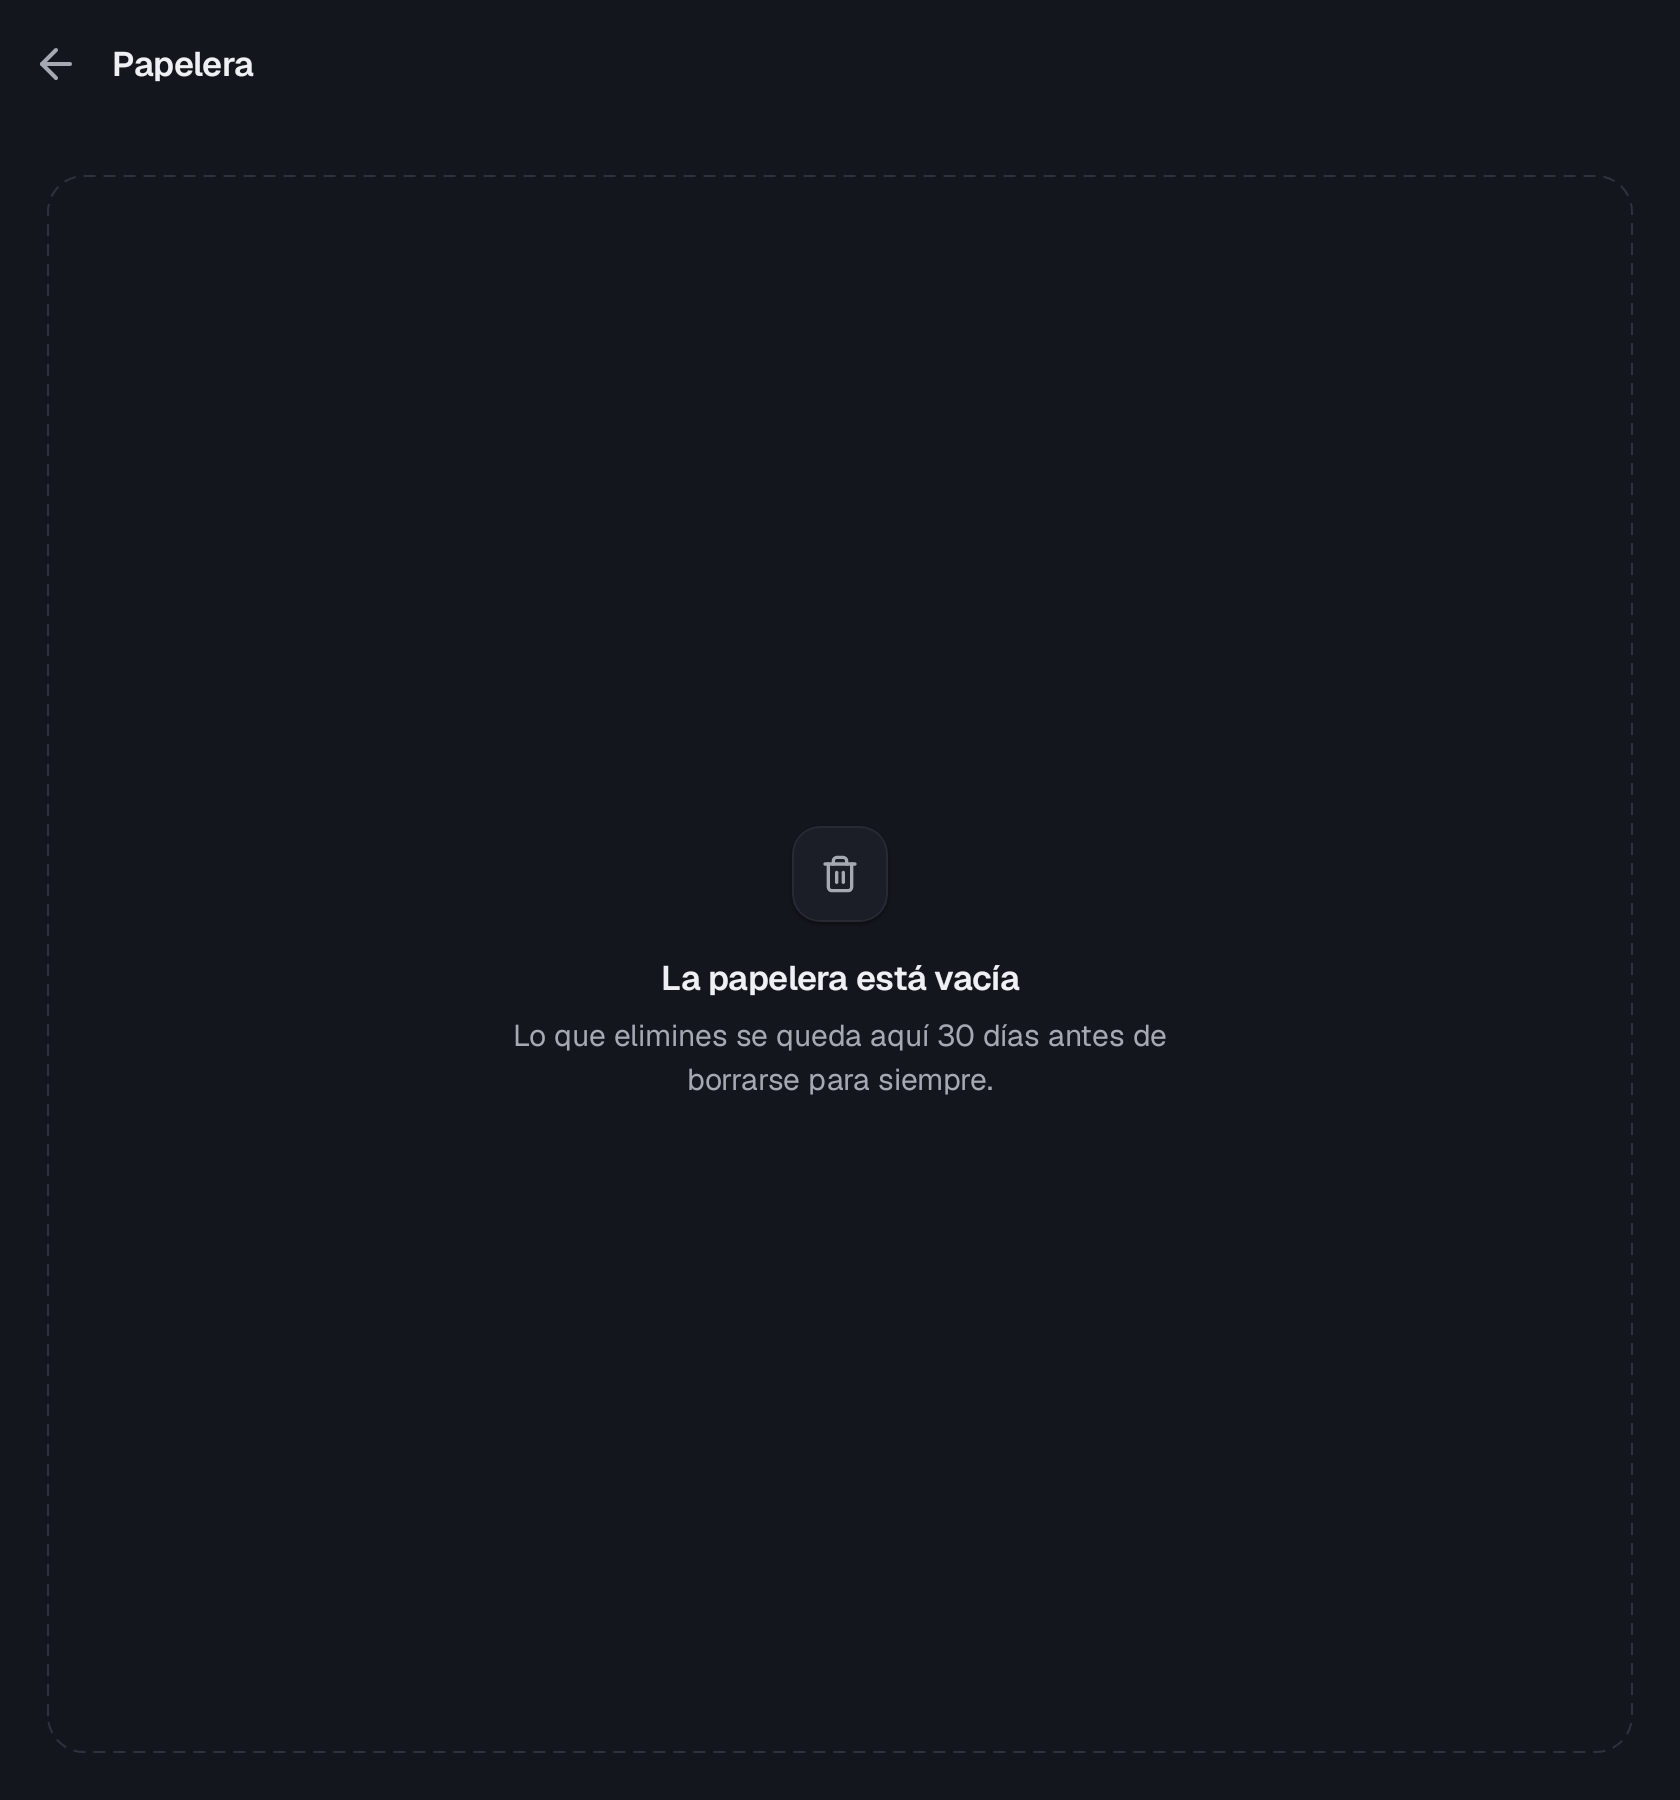 Papelera
La papelera está vacía
Lo que elimines se queda aquí 30 días antes de
borrarse para siempre.